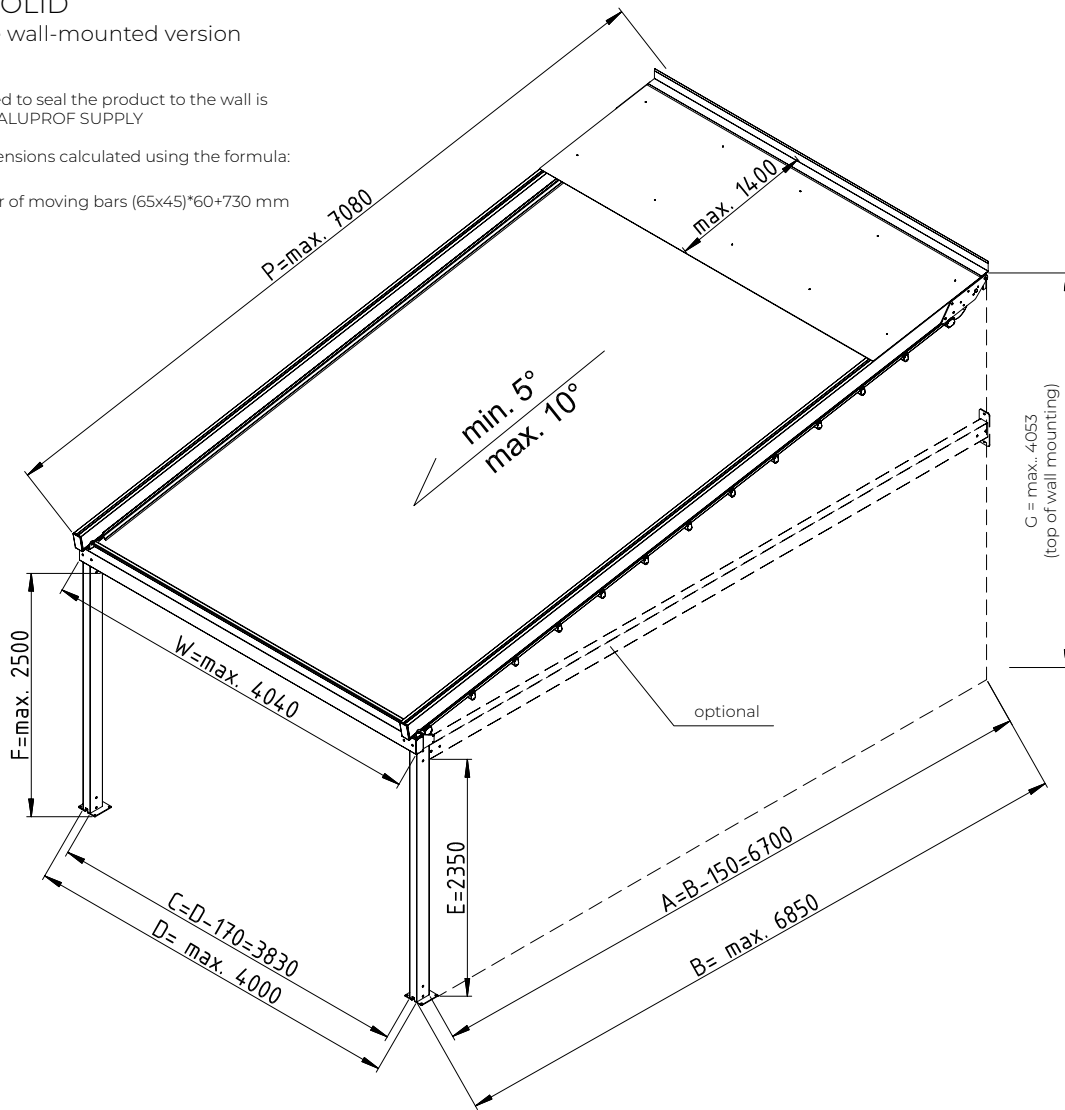 OLID
wall-mounted version
ed to seal the product to the wall is
ALUPROF SUPPLY
ensions calculated using the formula:
r of moving bars (65x45)*60+730 mm
P=max. 7080
max. 1400
min. 5°
max. 10°
G = max.. 4053
(top of wall mounting)
F=max. 2500
W=max. 4040
optional
E=2350
A=B-150=6700
B= max. 6850
C=D-170=3830
D= max. 4000